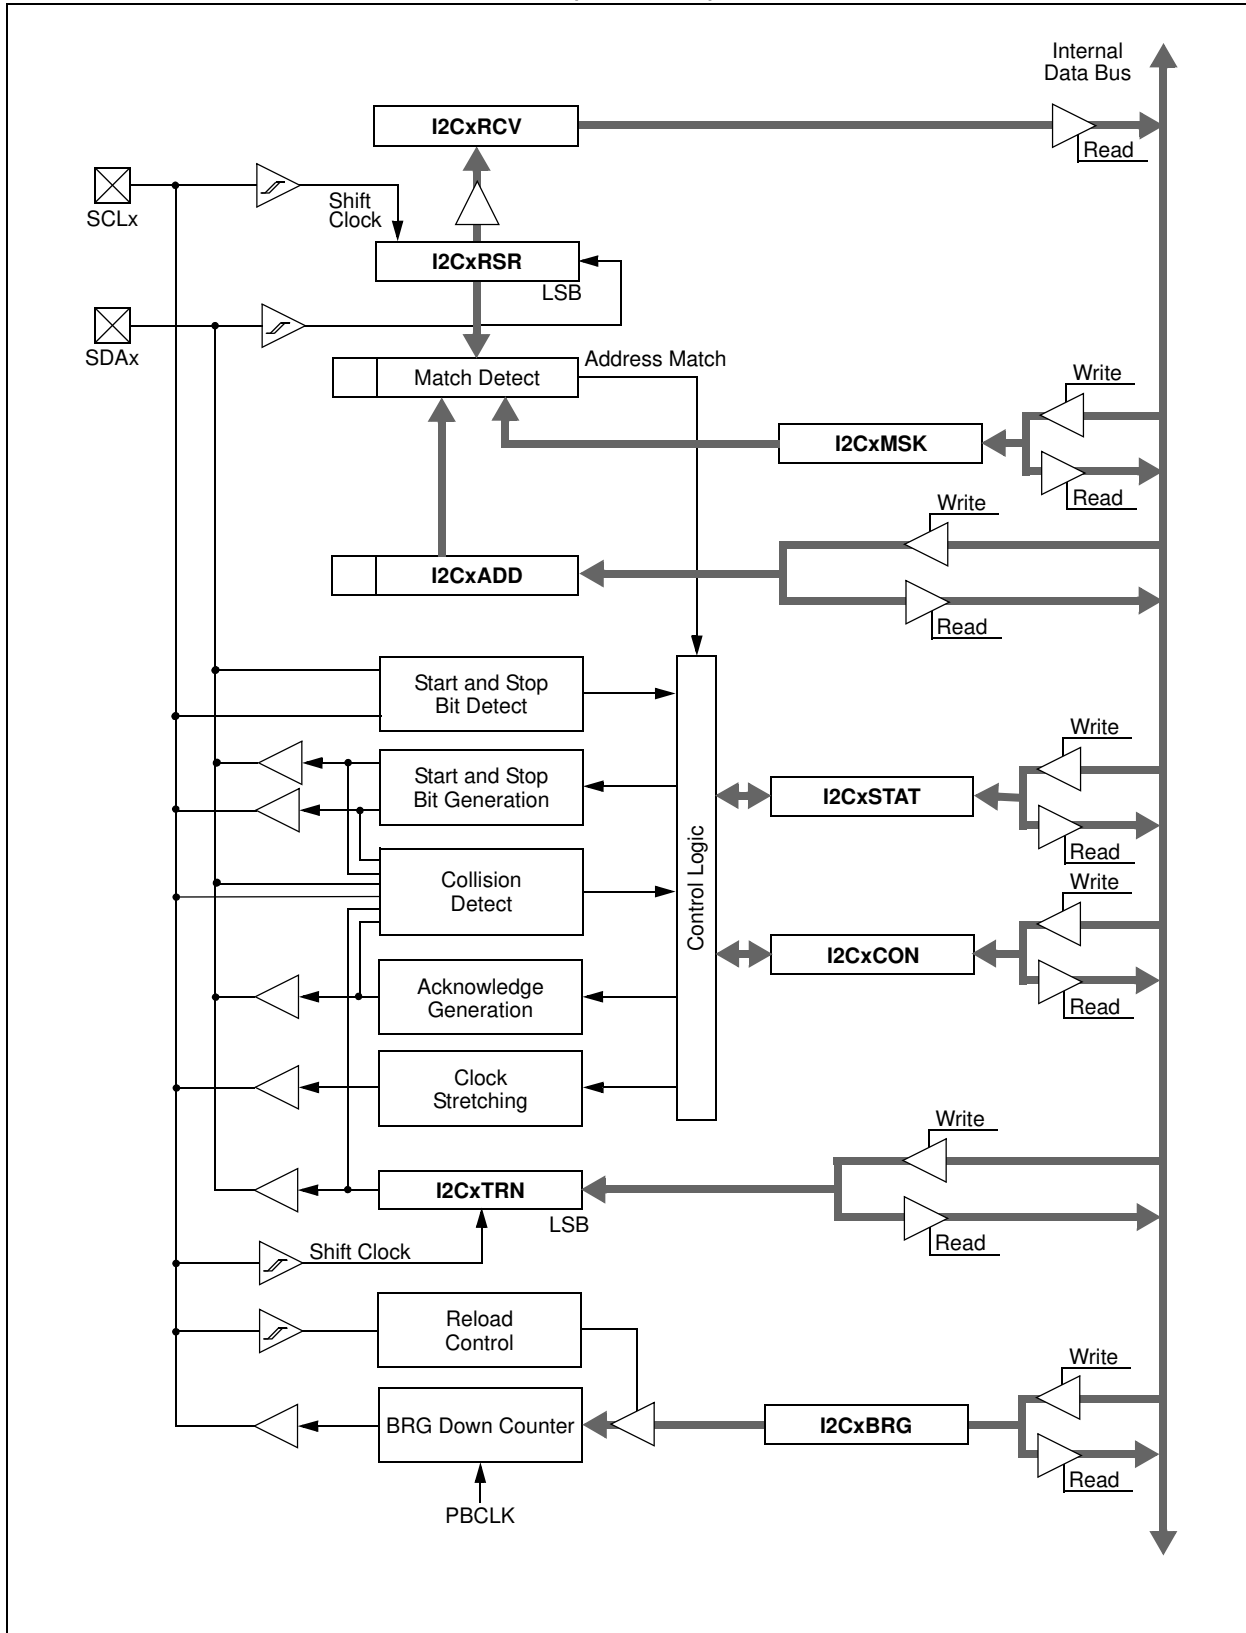 Internal
Data Bus
I2CxRCV
Read
SCLx
Shift
Clock
I2CxRSR
LSB
SDAx
Match Detect
Address Match
Write
I2CxMSK
Read
Write
I2CxADD
Read
Start and Stop
Bit Detect
Write
Start and Stop
Bit Generation
I2CxSTAT
Read
Control Logic
Collision
Detect
Write
I2CxCON
Read
Acknowledge
Generation
Clock
Stretching
Write
I2CxTRN
LSB
Read
Shift Clock
Reload
Control
Write
BRG Down Counter
I2CxBRG
Read
PBCLK